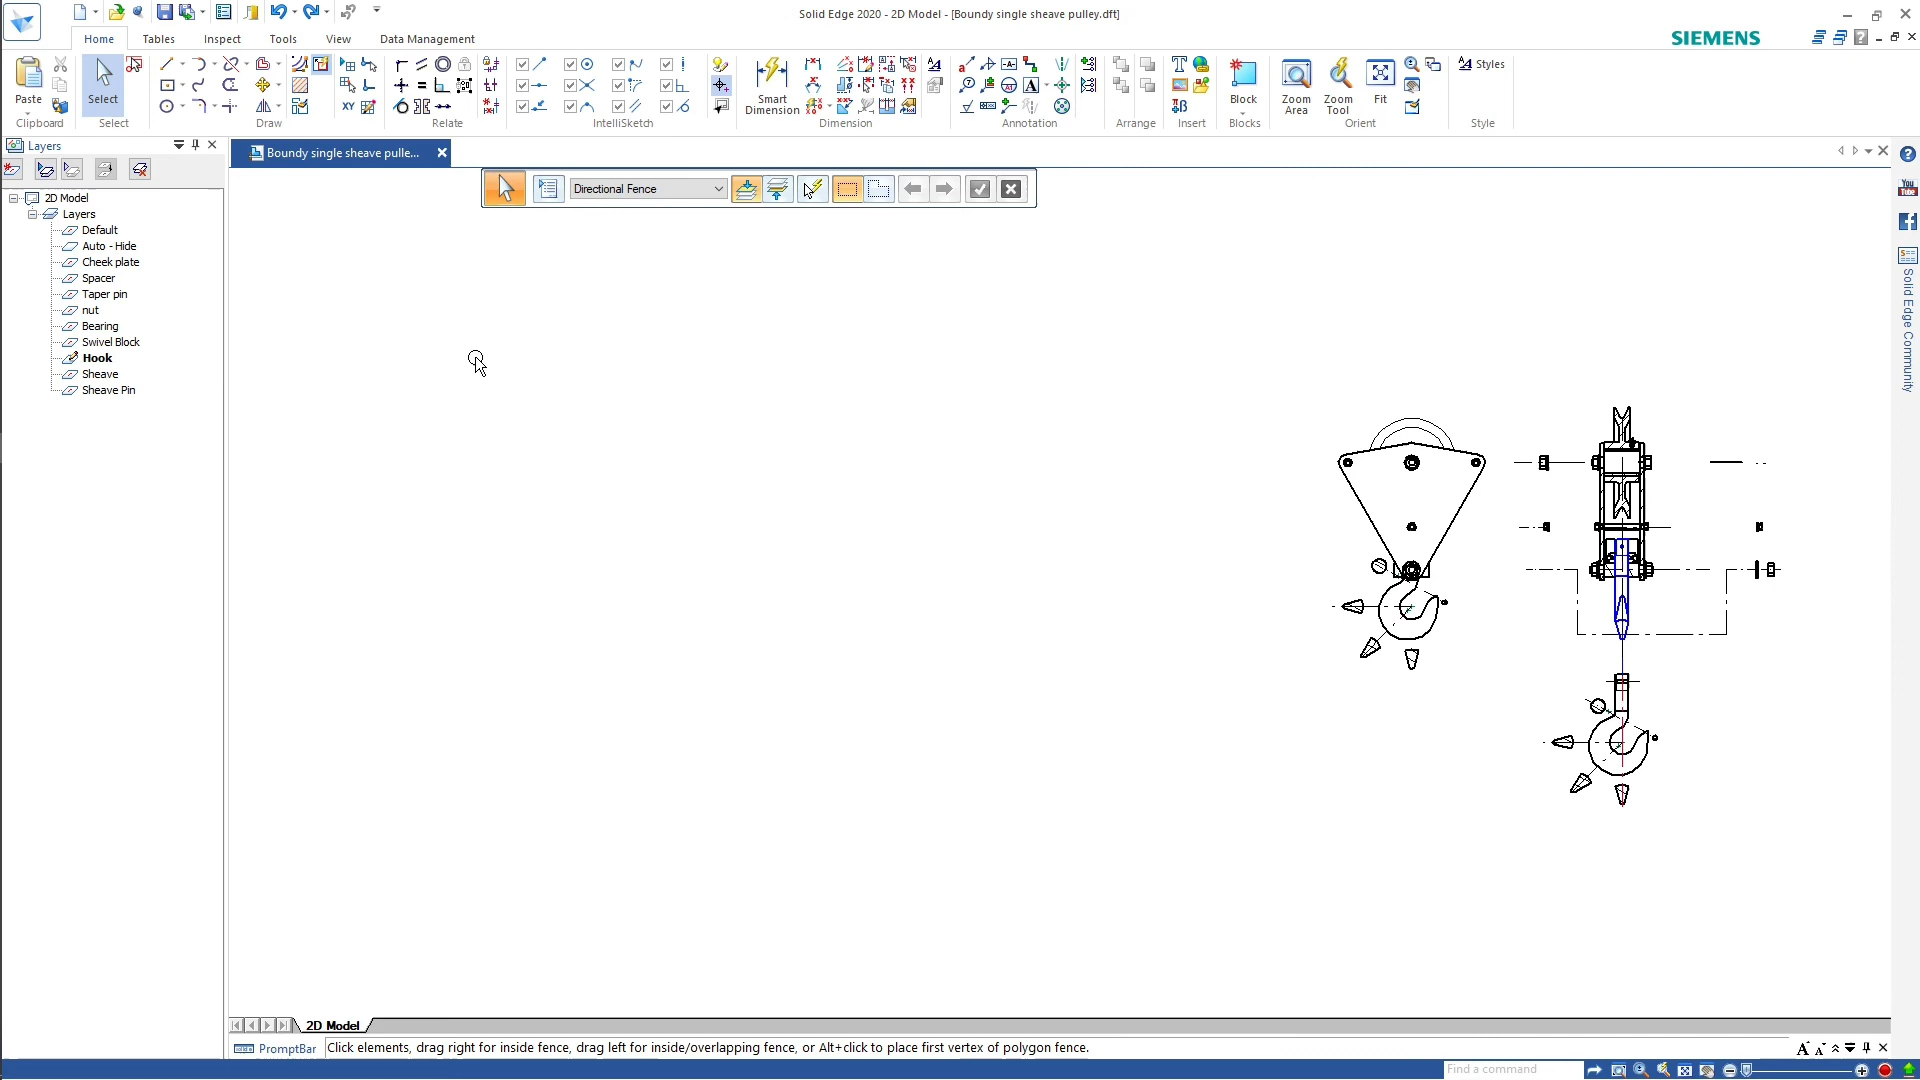 Solid Edge 2020 - 2D Model - [Boundy single sheave pulley.dft]
Home
Tables
Inspect
Tools
View
Data Management
SIEMENS
Paste
Clipboard
Select
Select
Draw
XY
Relate
IntelliSketch
Smart Dimension
Dimension
Annotation
Arrange
Insert
Block
Blocks
Zoom Area
Zoom Tool
Fit
Orient
Styles
Style
Layers
2D Model
Layers
Default
Auto - Hide
Cheek plate
Spacer
Taper pin
nut
Bearing
Swivel Block
Hook
Sheave
Sheave Pin
Boundy single sheave pulle...
Directional Fence
You
Tube
Solid Edge Community
2D Model
PromptBar
Click elements, drag right for inside fence, drag left for inside/overlapping fence, or Alt+click to place first vertex of polygon fence.
Find a command